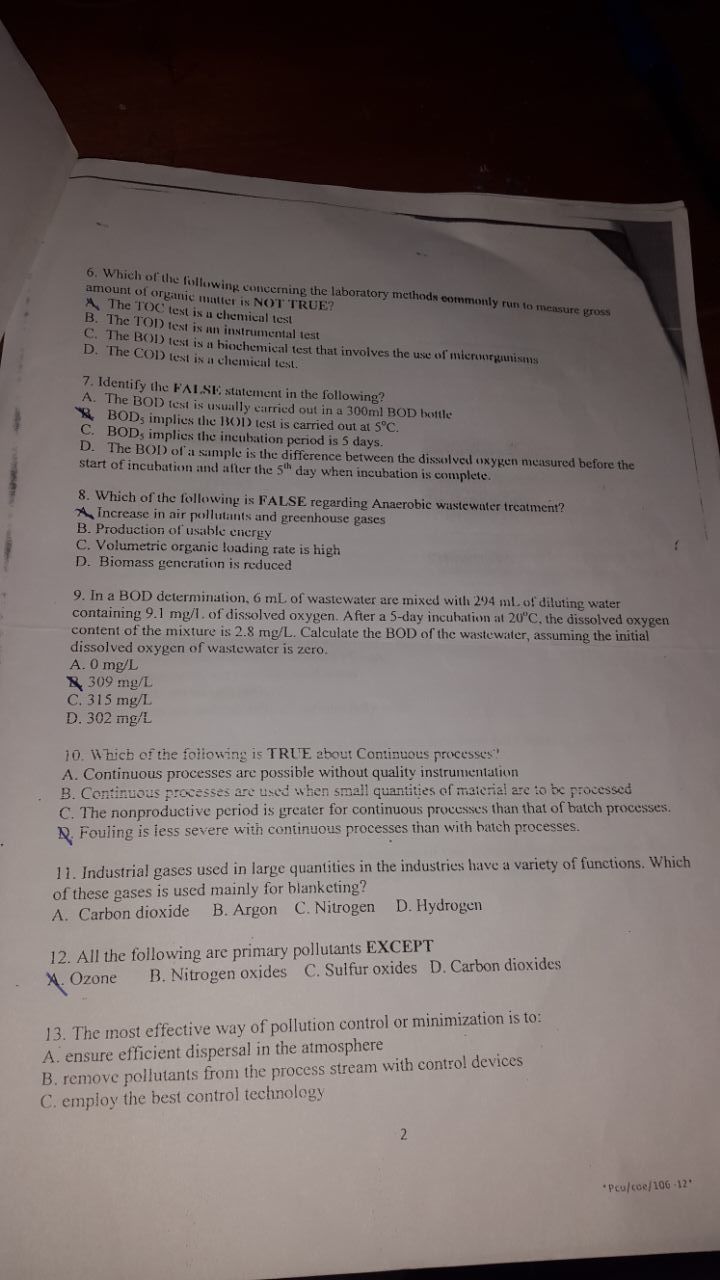 6. Which of the following concerning the laboratory methods commonly run to measure gross
amount of organic matter is NOT TRUE?
A. The TOC test is a chemical test
B. The TOD test is an instrumental test
C. The BOD test is a biochemical test that involves the use of microorganisms
D. The COD test is a chemical test.
7. Identify the FALSE statement in the following?
A. The BOD test is usually carried out in a 300ml BOD bottle
B. BOD₅ implies the BOD test is carried out at 5°C.
C. BOD₅ implies the incubation period is 5 days.
D. The BOD of a sample is the difference between the dissolved oxygen measured before the
start of incubation and after the 5th day when incubation is complete.
8. Which of the following is FALSE regarding Anaerobic wastewater treatment?
A. Increase in air pollutants and greenhouse gases
B. Production of usable energy
C. Volumetric organic loading rate is high
D. Biomass generation is reduced
9. In a BOD determination, 6 mL of wastewater are mixed with 294 mL of diluting water
containing 9.1 mg/L of dissolved oxygen. After a 5-day incubation at 20°C, the dissolved oxygen
content of the mixture is 2.8 mg/L. Calculate the BOD of the wastewater, assuming the initial
dissolved oxygen of wastewater is zero.
A. 0 mg/L
B. 309 mg/L
C. 315 mg/L
D. 302 mg/L
10. Which of the following is TRUE about Continuous processes?
A. Continuous processes are possible without quality instrumentation
B. Continuous processes are used when small quantities of material are to be processed
C. The nonproductive period is greater for continuous processes than that of batch processes.
D. Fouling is less severe with continuous processes than with batch processes.
11. Industrial gases used in large quantities in the industries have a variety of functions. Which
of these gases is used mainly for blanketing?
A. Carbon dioxide B. Argon C. Nitrogen D. Hydrogen
12. All the following are primary pollutants EXCEPT
A. Ozone B. Nitrogen oxides C. Sulfur oxides D. Carbon dioxides
13. The most effective way of pollution control or minimization is to:
A. ensure efficient dispersal in the atmosphere
B. remove pollutants from the process stream with control devices
C. employ the best control technology
2
*Pcu/coe/106-12*